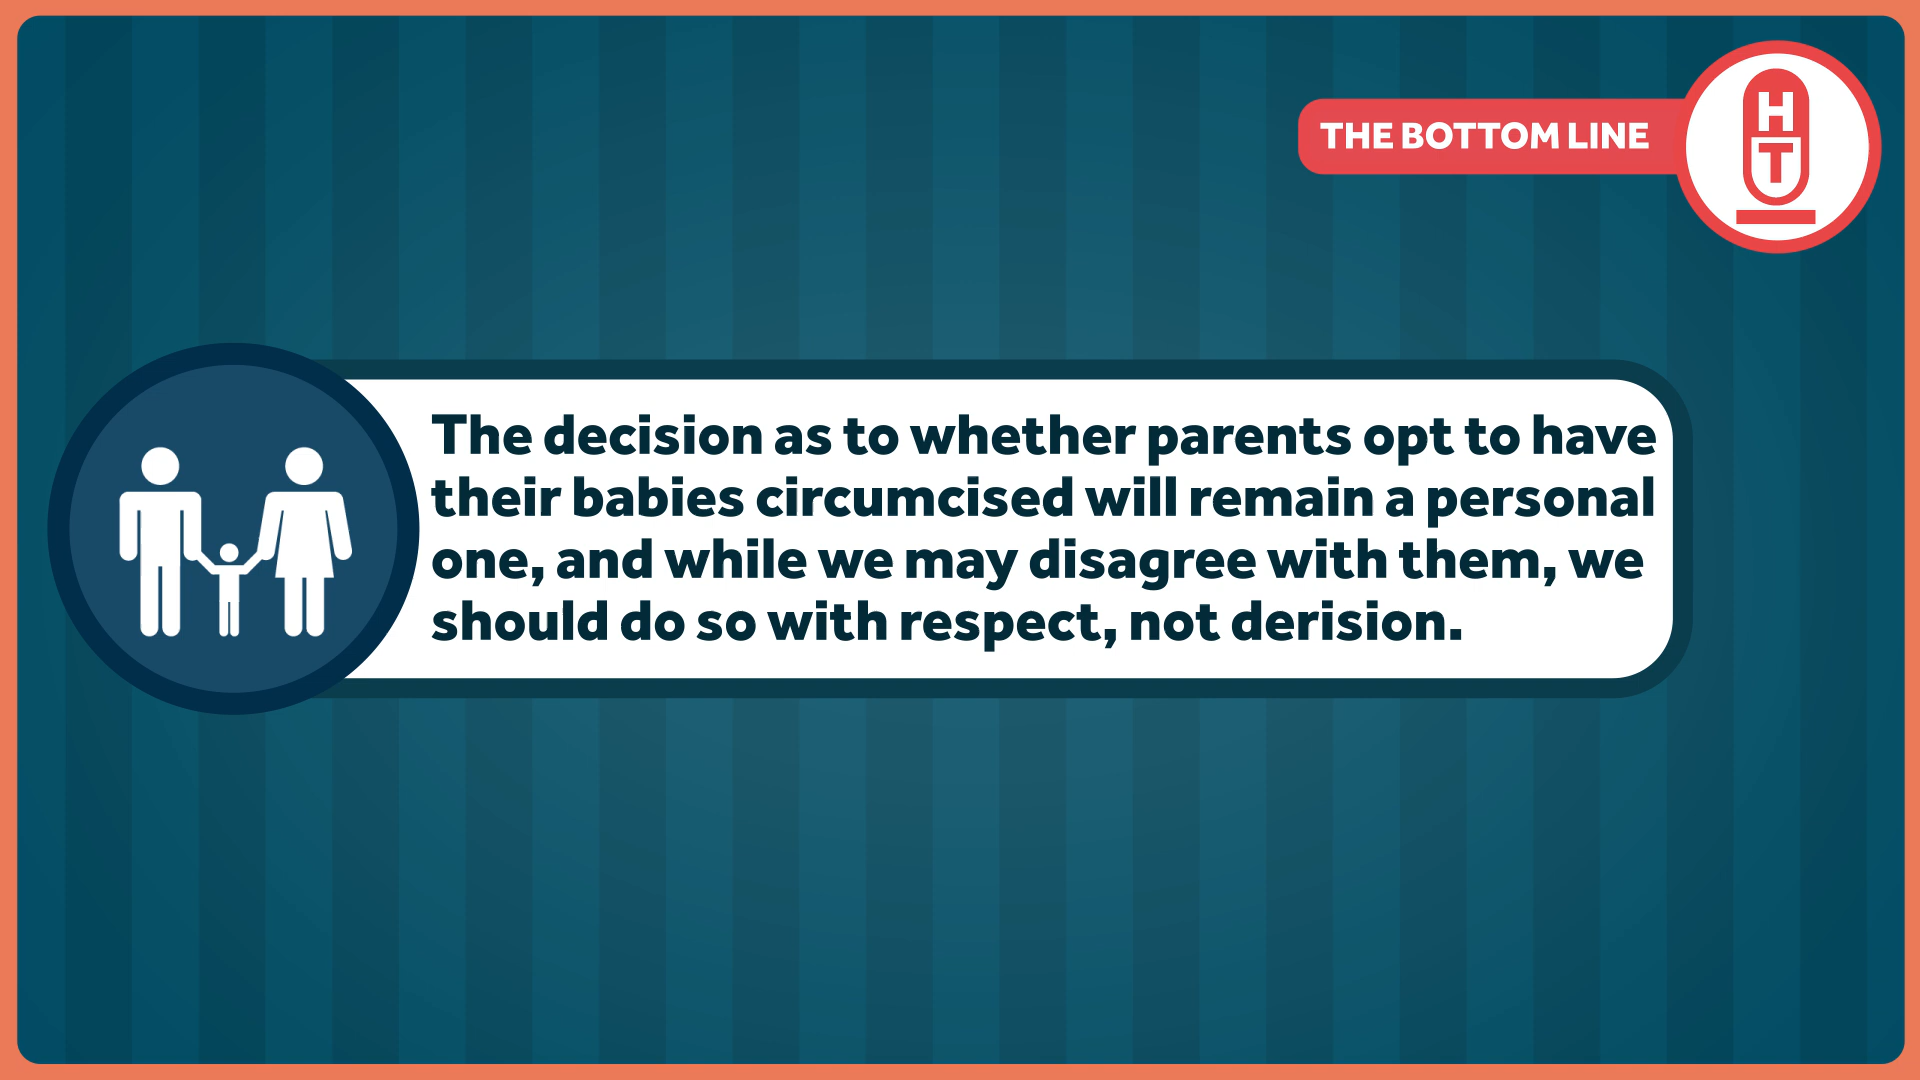 THE BOTTOM LINE
H
T
The decision as to whether parents opt to have
their babies circumcised will remain a personal
one, and while we may disagree with them, we
should do so with respect, not derision.